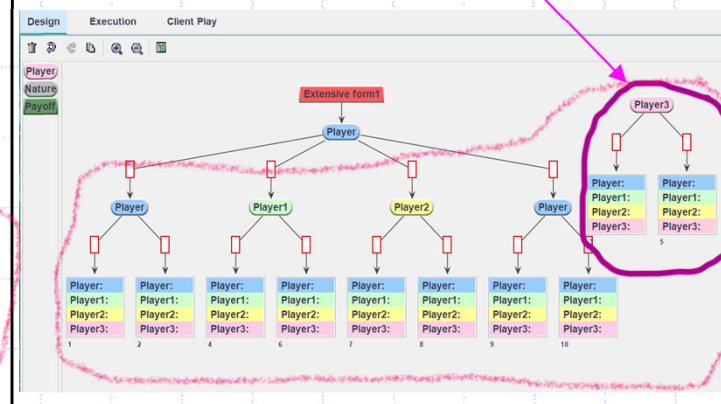 Design Execution Client Play
Player
Nature
Payoff
Extensive form1
Player
Player3
Player Player1 Player2 Player
Player: Player:
Player1: Player1:
Player2: Player2:
Player3: Player3:
5
Player: Player: Player: Player: Player: Player: Player: Player:
Player1: Player1: Player1: Player1: Player1: Player1: Player1: Player1:
Player2: Player2: Player2: Player2: Player2: Player2: Player2: Player2:
Player3: Player3: Player3: Player3: Player3: Player3: Player3: Player3:
1 2 4 6 7 8 9 10